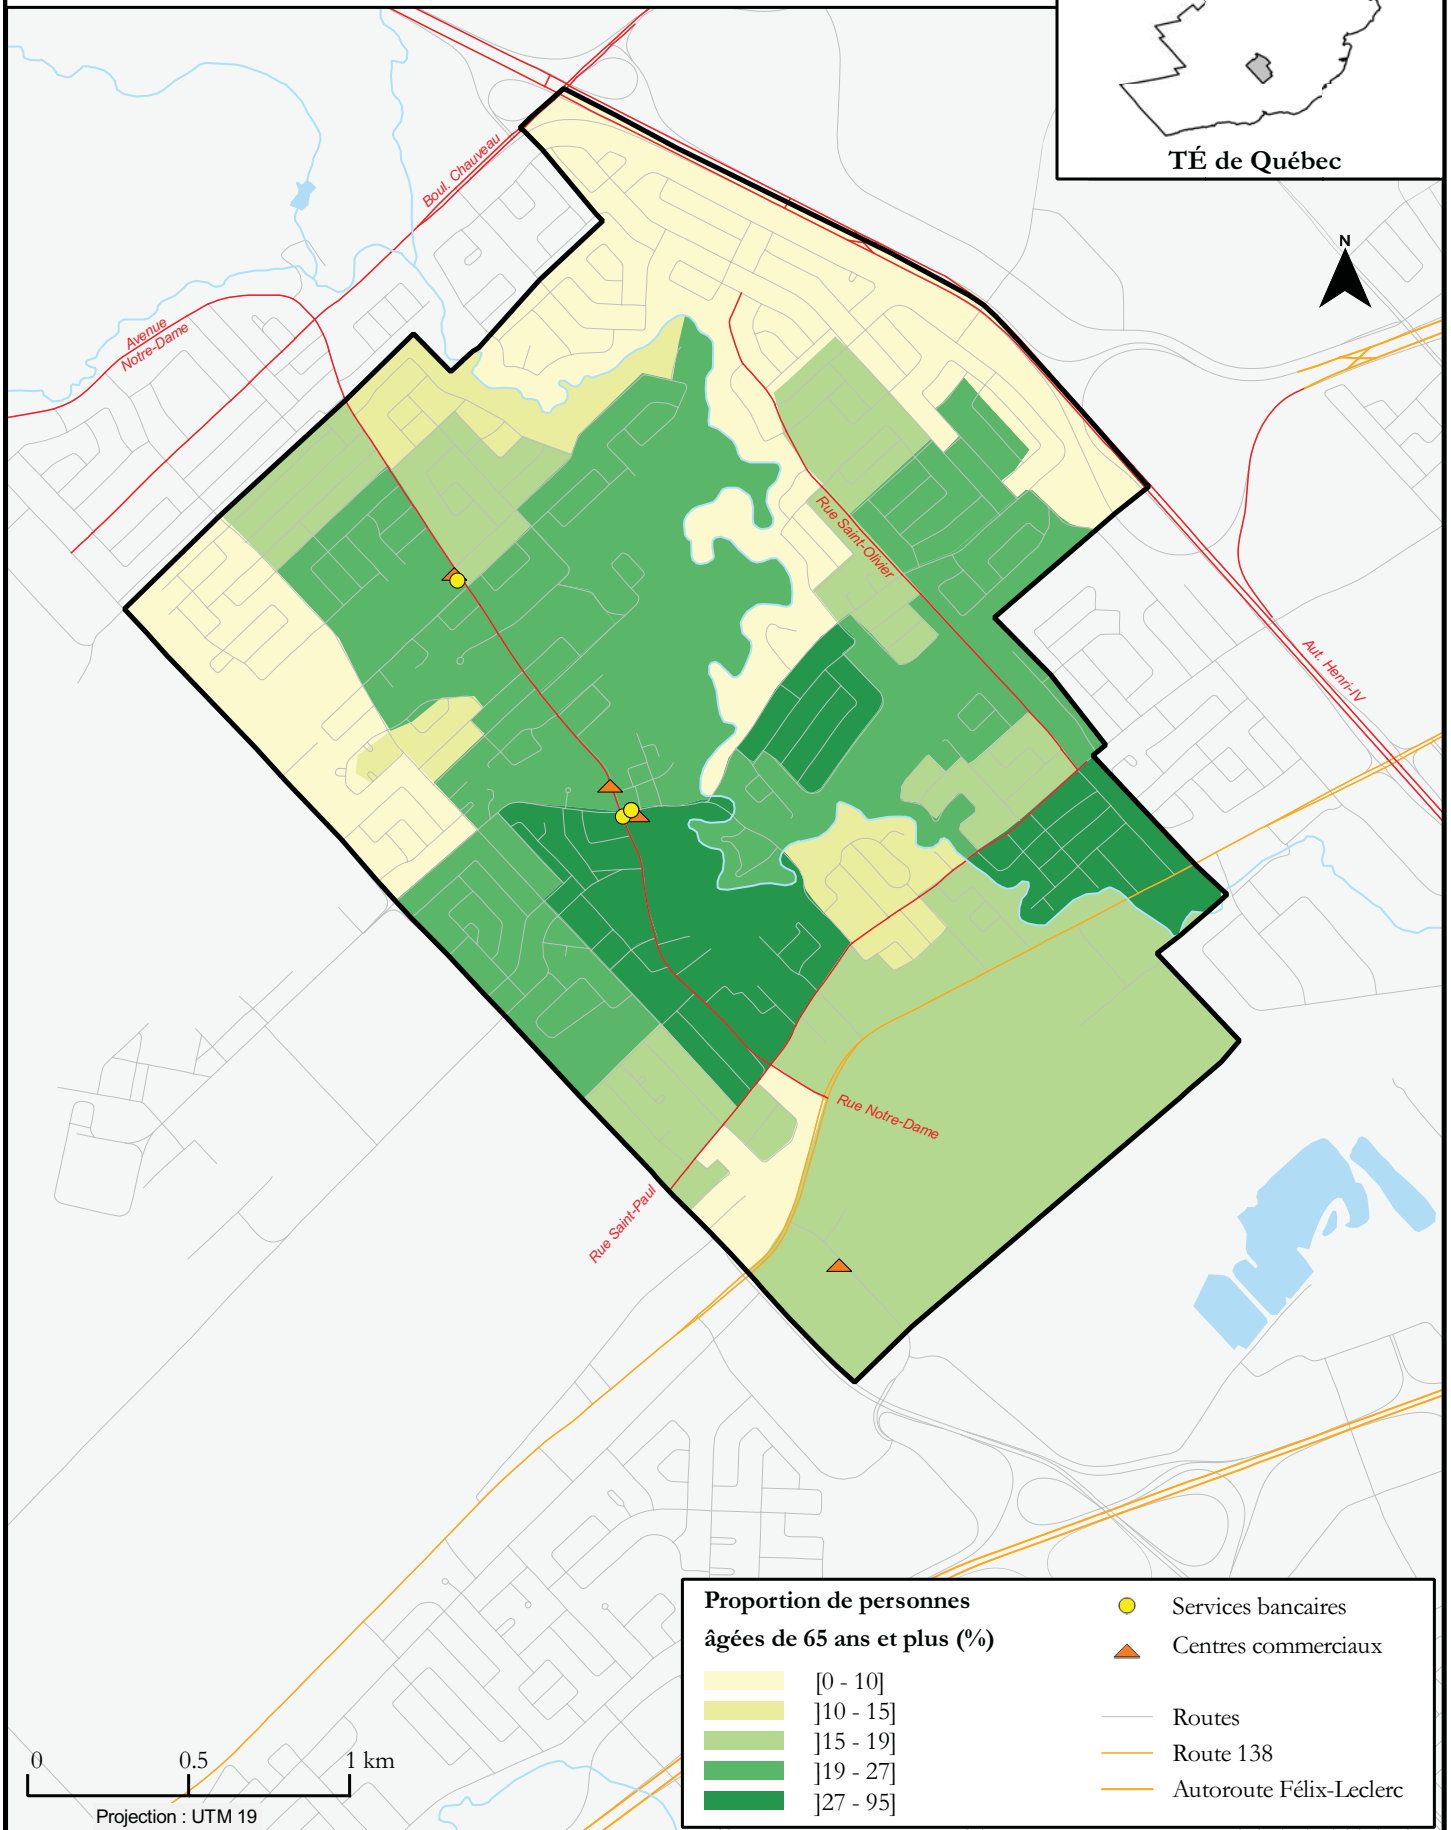 TÉ de Québec
N
Boul. Chauveau
Avenue
Notre-Dame
Rue Saint-Olivier
Aut. Henri-IV
Rue Notre-Dame
Rue Saint-Paul
Proportion de personnes
âgées de 65 ans et plus (%)
[0 - 10]
]10 - 15]
]15 - 19]
]19 - 27]
]27 - 95]
Services bancaires
Centres commerciaux
Routes
Route 138
Autoroute Félix-Leclerc
0 0.5 1 km
Projection : UTM 19